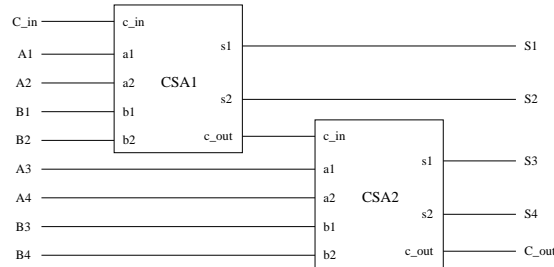 C_in
A1
A2
B1
B2
A3
A4
B3
B4
c_in
a1
a2
b1
b2
CSA1
s1
s2
c_out
c_in
a1
a2
b1
b2
CSA2
s1
s2
c_out
S1
S2
S3
S4
C_out